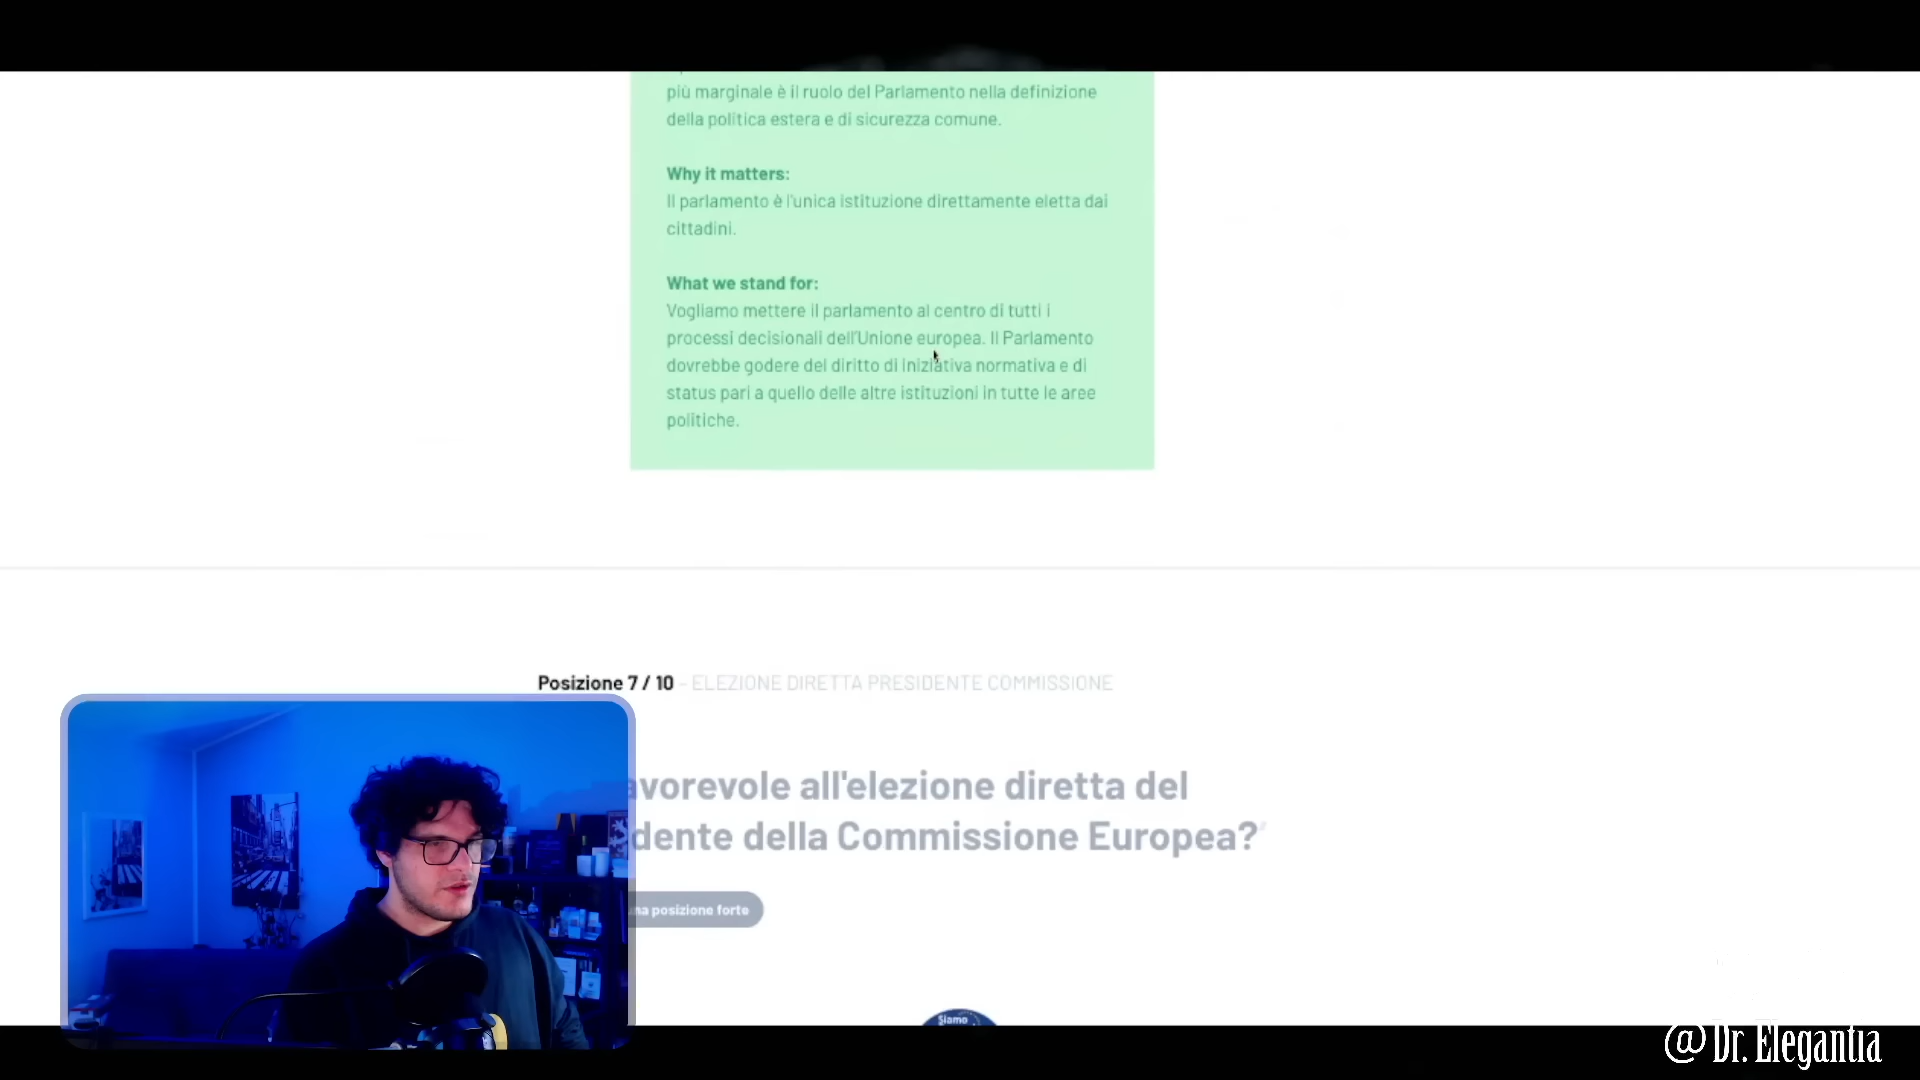 più marginale è il ruolo del Parlamento nella definizione
della politica estera e di sicurezza comune.
Why it matters:
Il parlamento è l'unica istituzione direttamente eletta dai
cittadini.
What we stand for:
Vogliamo mettere il parlamento al centro di tutti i
processi decisionali dell'Unione europea. Il Parlamento
dovrebbe godere del diritto di iniziativa normativa e di
status pari a quello delle altre istituzioni in tutte le aree
politiche.
Posizione 7 / 10 - ELEZIONE DIRETTA PRESIDENTE COMMISSIONE
avorevole all'elezione diretta del
dente della Commissione Europea?
una posizione forte
Siamo
@Dr. Elegantia